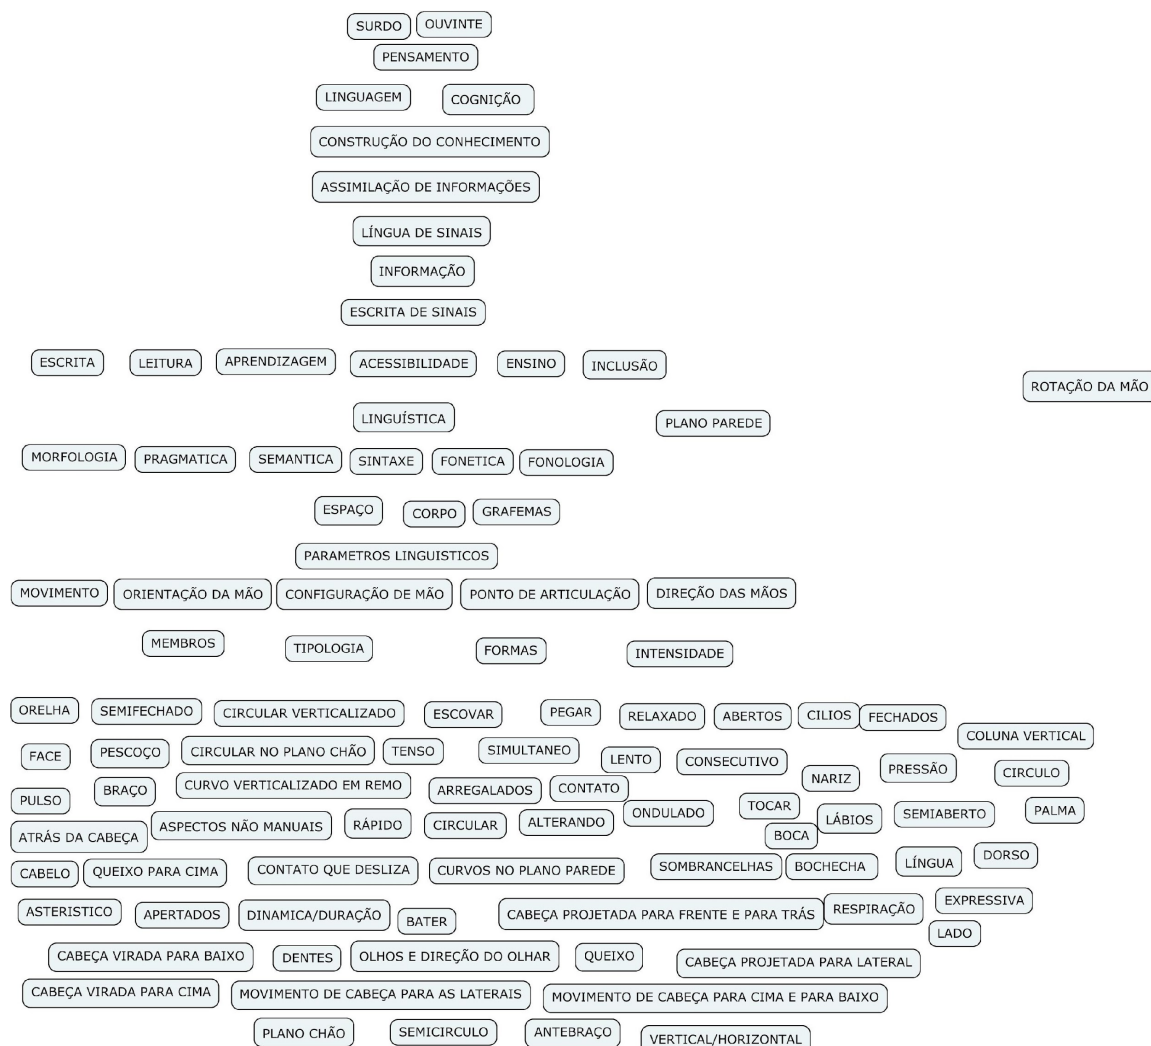 SURDO OUVINTE
PENSAMENTO
LINGUAGEM COGNIÇÃO
CONSTRUÇÃO DO CONHECIMENTO
ASSIMILAÇÃO DE INFORMAÇÕES
LÍNGUA DE SINAIS
INFORMAÇÃO
ESCRITA DE SINAIS
ESCRITA LEITURA APRENDIZAGEM ACESSIBILIDADE ENSINO INCLUSÃO
ROTAÇÃO DA MÃO
LINGUÍSTICA PLANO PAREDE
MORFOLOGIA PRAGMATICA SEMANTICA SINTAXE FONETICA FONOLOGIA
ESPAÇO CORPO GRAFEMAS
PARAMETROS LINGUISTICOS
MOVIMENTO ORIENTAÇÃO DA MÃO CONFIGURAÇÃO DE MÃO PONTO DE ARTICULAÇÃO DIREÇÃO DAS MÃOS
MEMBROS TIPOLOGIA FORMAS INTENSIDADE
ORELHA SEMIFECHADO CIRCULAR VERTICALIZADO ESCOVAR PEGAR RELAXADO ABERTOS CILIOS FECHADOS
COLUNA VERTICAL
FACE PESCOÇO CIRCULAR NO PLANO CHÃO TENSO SIMULTANEO LENTO CONSECUTIVO NARIZ PRESSÃO CIRCULO
PULSO BRAÇO CURVO VERTICALIZADO EM REMO ARREGALADOS CONTATO ONDULADO TOCAR LÁBIOS SEMIABERTO PALMA
ATRÁS DA CABEÇA ASPECTOS NÃO MANUAIS RÁPIDO CIRCULAR ALTERANDO BOCA
CABELO QUEIXO PARA CIMA CONTATO QUE DESLIZA CURVOS NO PLANO PAREDE SOMBRANCELHAS BOCHECHA LÍNGUA DORSO
ASTERISTICO APERTADOS DINAMICA/DURAÇÃO BATER CABEÇA PROJETADA PARA FRENTE E PARA TRÁS RESPIRAÇÃO EXPRESSIVA
LADO
CABEÇA VIRADA PARA BAIXO DENTES OLHOS E DIREÇÃO DO OLHAR QUEIXO CABEÇA PROJETADA PARA LATERAL
CABEÇA VIRADA PARA CIMA MOVIMENTO DE CABEÇA PARA AS LATERAIS MOVIMENTO DE CABEÇA PARA CIMA E PARA BAIXO
PLANO CHÃO SEMICIRCULO ANTEBRAÇO VERTICAL/HORIZONTAL